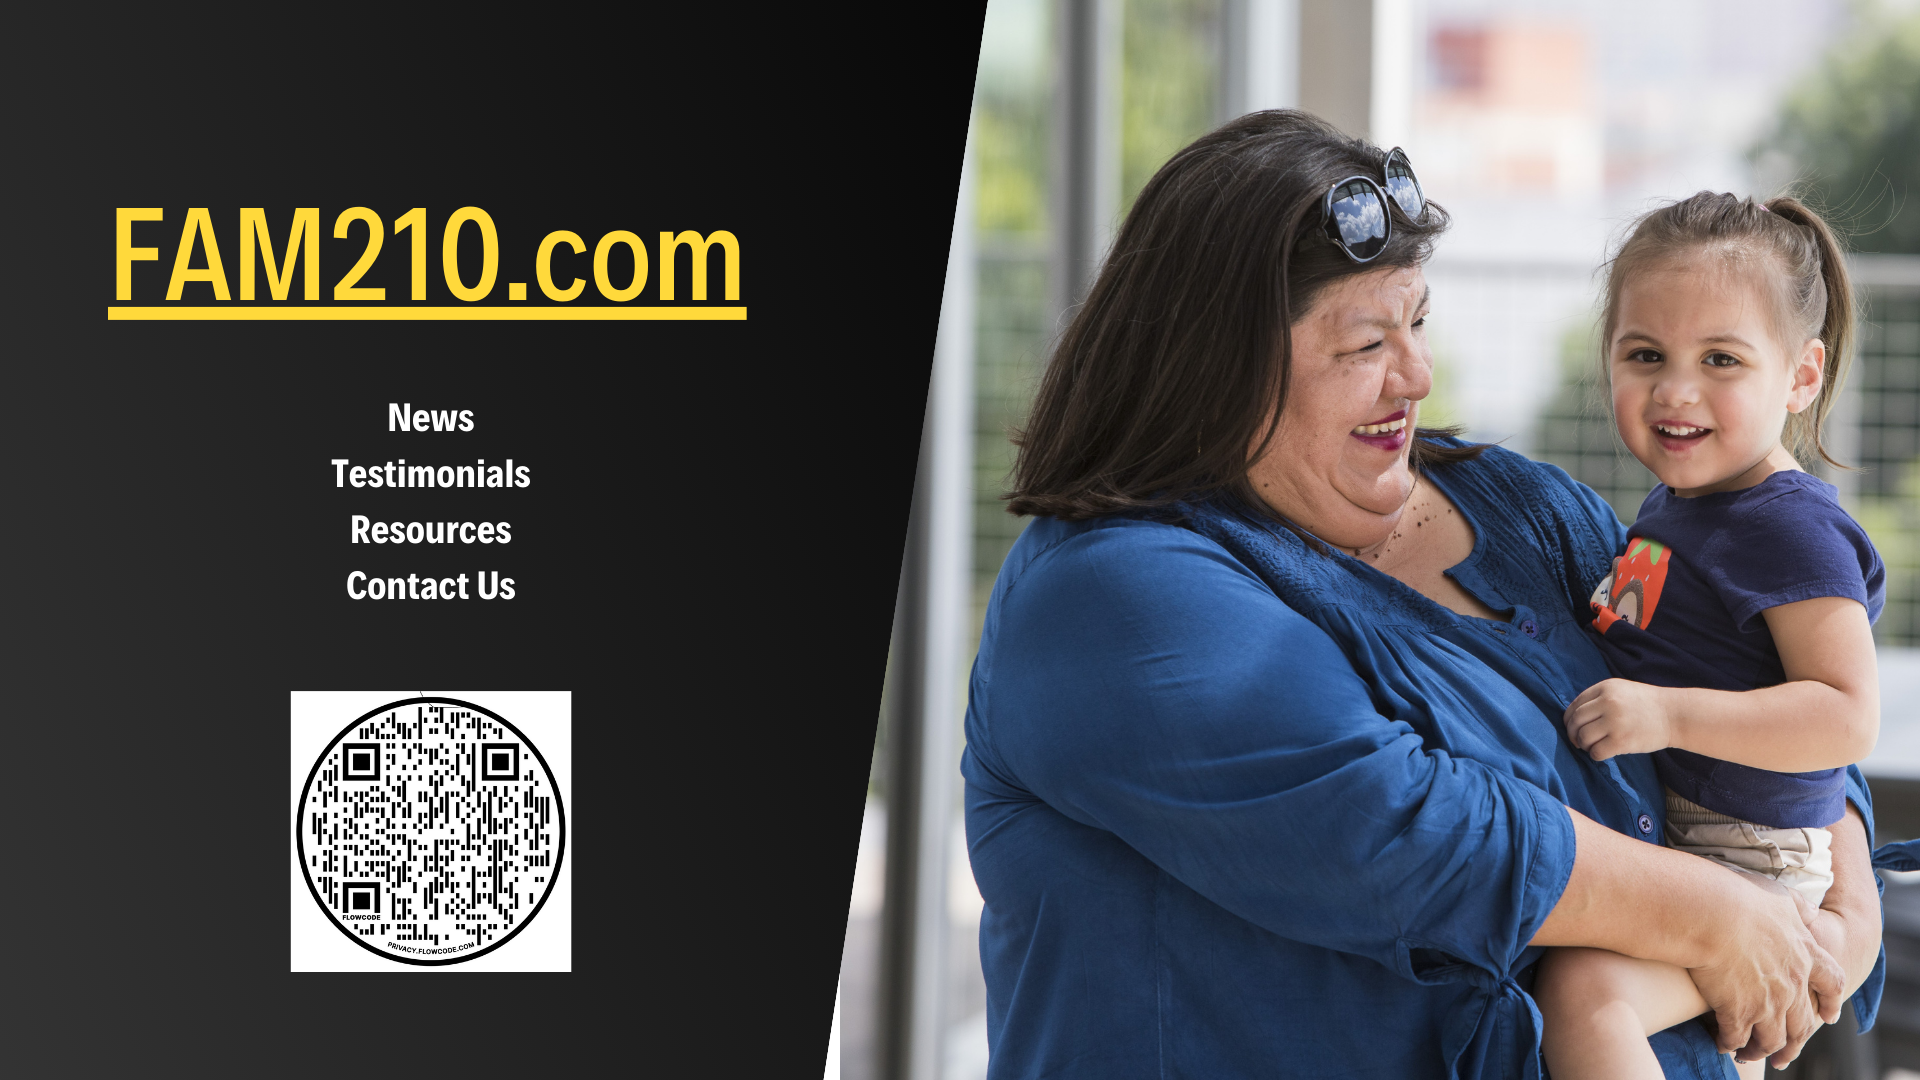 FAM210.com
News
Testimonials
Resources
Contact Us
FLOWCODE
PRIVACY.FLOWCODE.COM